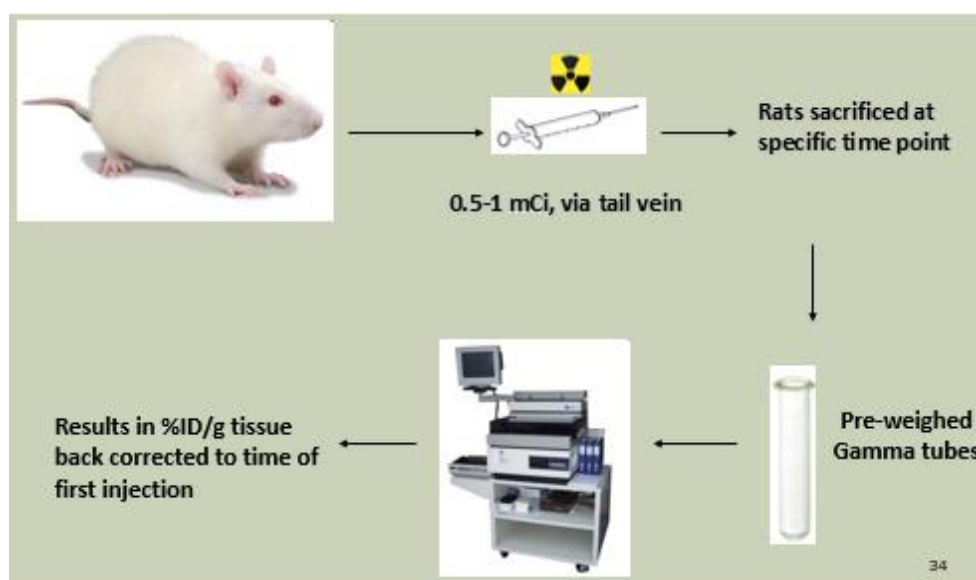 Rats sacrificed at
specific time point
0.5-1 mCi, via tail vein
Pre-weighed
Gamma tubes
Results in %ID/g tissue
back corrected to time of
first injection
34